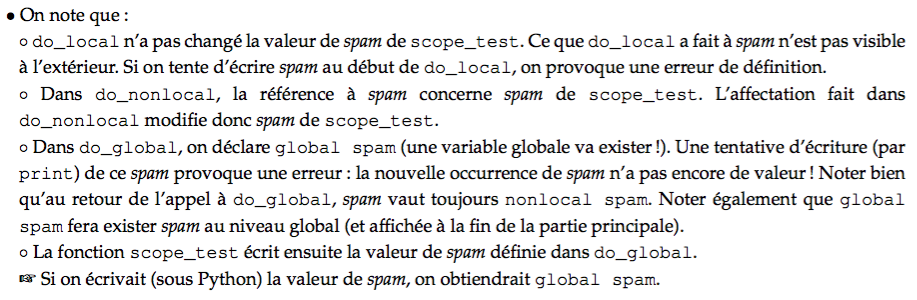 • On note que :
◦ do_local n'a pas changé la valeur de spam de scope_test. Ce que do_local a fait à spam n'est pas visible
à l'extérieur. Si on tente d'écrire spam au début de do_local, on provoque une erreur de définition.
◦ Dans do_nonlocal, la référence à spam concerne spam de scope_test. L'affectation fait dans
do_nonlocal modifie donc spam de scope_test.
◦ Dans do_global, on déclare global spam (une variable globale va exister !). Une tentative d'écriture (par
print) de ce spam provoque une erreur : la nouvelle occurrence de spam n'a pas encore de valeur ! Noter bien
qu'au retour de l'appel à do_global, spam vaut toujours nonlocal spam. Noter également que global
spam fera exister spam au niveau global (et affichée à la fin de la partie principale).
◦ La fonction scope_test écrit ensuite la valeur de spam définie dans do_global.
☞ Si on écrivait (sous Python) la valeur de spam, on obtiendrait global spam.